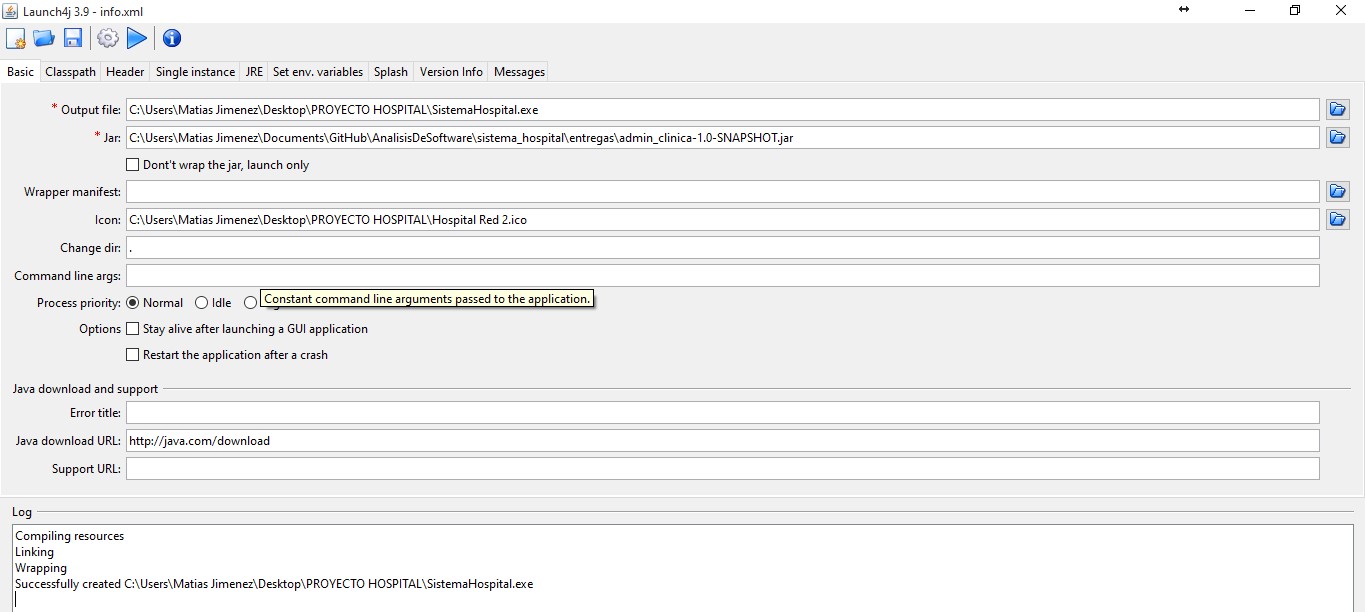 Launch4j 3.9 - info.xml
Basic Classpath Header Single instance JRE Set env. variables Splash Version Info Messages
* Output file: C:\Users\Matias Jimenez\Desktop\PROYECTO HOSPITAL\SistemaHospital.exe
* Jar: C:\Users\Matias Jimenez\Documents\GitHub\AnalisisDeSoftware\sistema_hospital\entregas\admin_clinica-1.0-SNAPSHOT.jar
Don't wrap the jar, launch only
Wrapper manifest:
Icon: C:\Users\Matias Jimenez\Desktop\PROYECTO HOSPITAL\Hospital Red 2.ico
Change dir: .
Command line args:
Process priority: Normal Idle
Constant command line arguments passed to the application.
Options Stay alive after launching a GUI application
Restart the application after a crash
Java download and support
Error title:
Java download URL: http://java.com/download
Support URL:
Log
Compiling resources
Linking
Wrapping
Successfully created C:\Users\Matias Jimenez\Desktop\PROYECTO HOSPITAL\SistemaHospital.exe